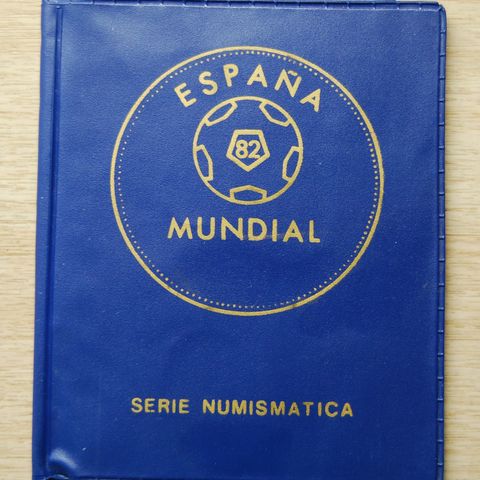 ESPAÑA
82
MUNDIAL
SERIE NUMISMATICA